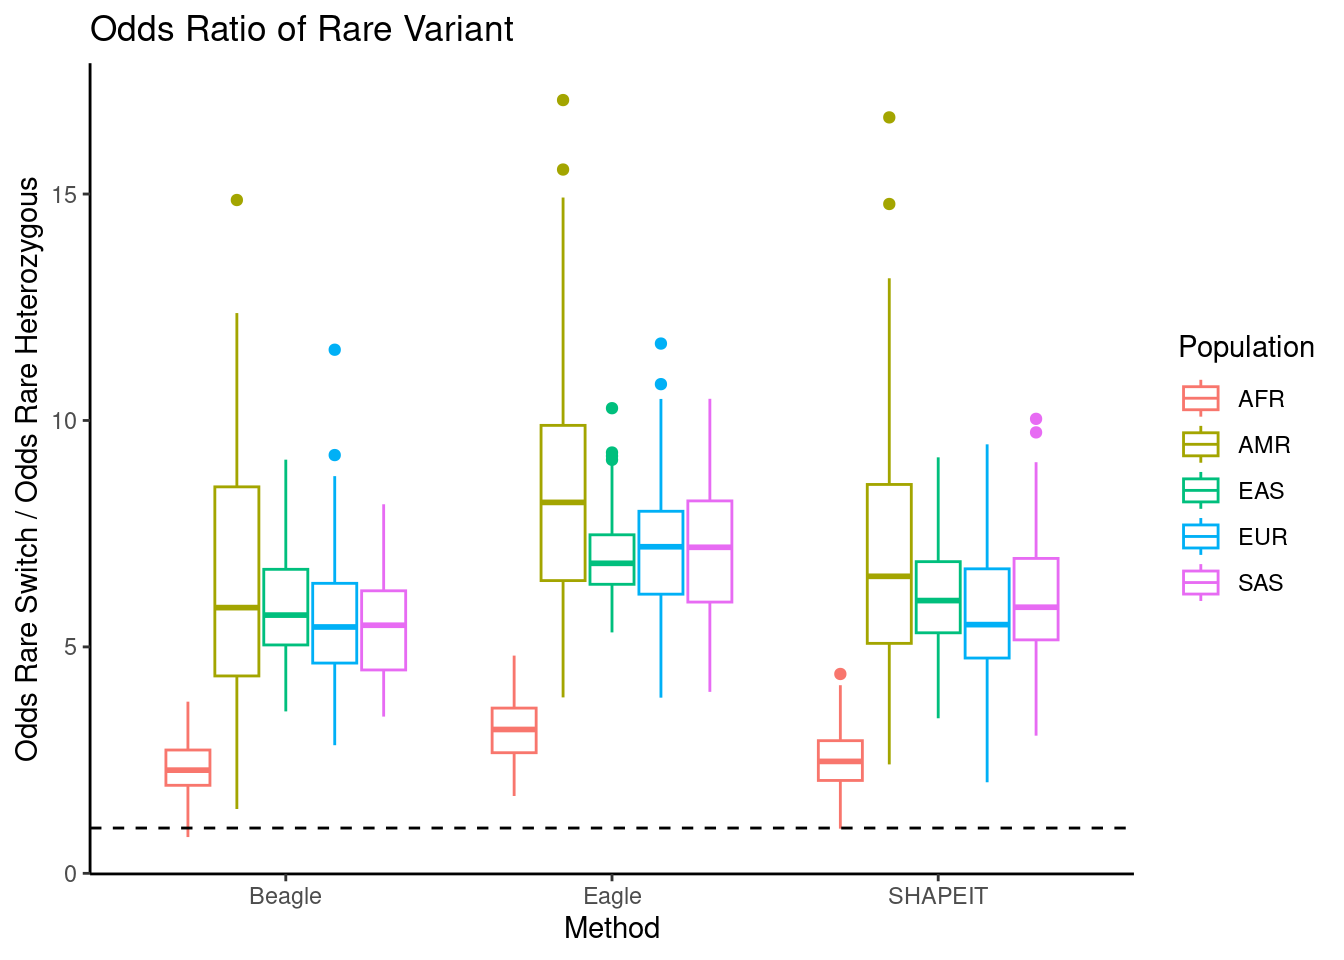 Odds Ratio of Rare Variant
Odds Rare Switch / Odds Rare Heterozygous
15
10
5
0
Beagle
Eagle
SHAPEIT
Method
Population
AFR
AMR
EAS
EUR
SAS